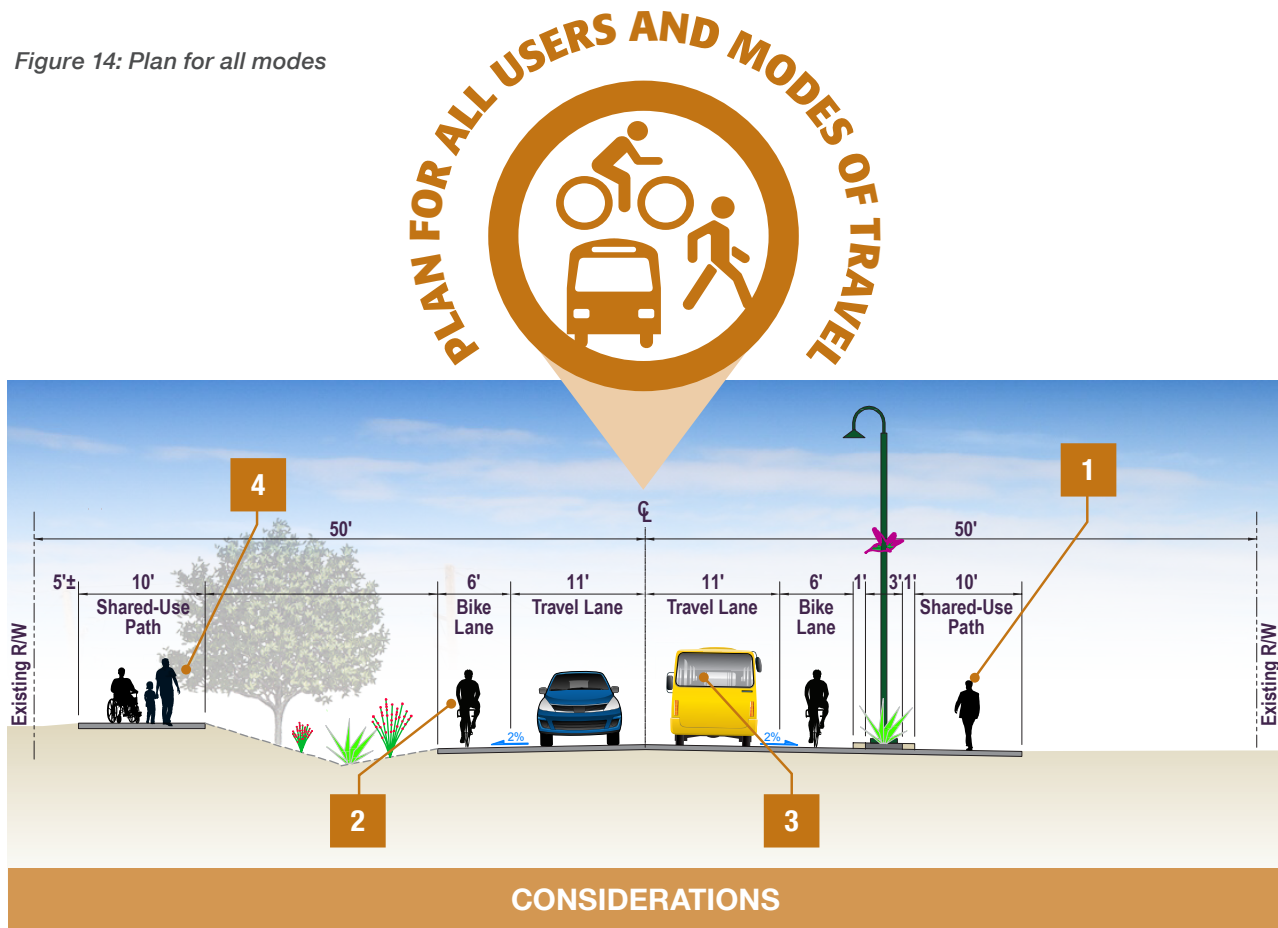 Figure 14: Plan for all modes
PLAN FOR ALL USERS AND MODES OF TRAVEL
4
1
℄
50'
50'
5'±
10'
6'
11'
11'
6'
1'
3'
1'
10'
Shared-Use
Path
Bike
Lane
Travel Lane
Travel Lane
Bike
Lane
Shared-Use
Path
Existing R/W
Existing R/W
2%
2%
2
3
CONSIDERATIONS